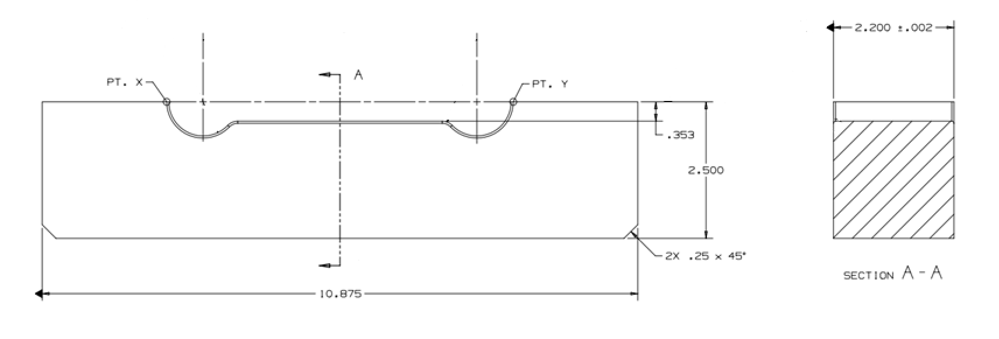 2.200 ±.002
A
PT. X
PT. Y
.353
2.500
2X .25 x 45°
SECTION A-A
10.875